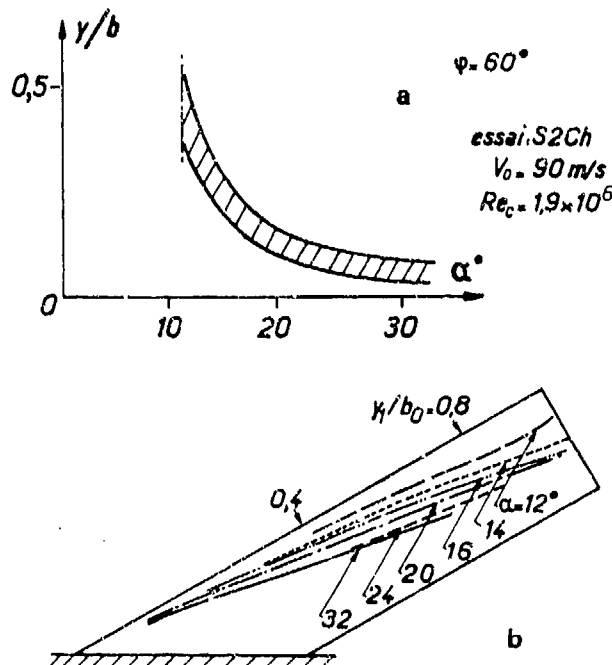 y/b
0,5
φ=60°
a
essai:S2Ch
V₀=90 m/s
Re_c=1,9×10⁶
α°
0
10
20
30
y₁/b₀=0,8
0,4
α=12°
14
16
20
24
32
b